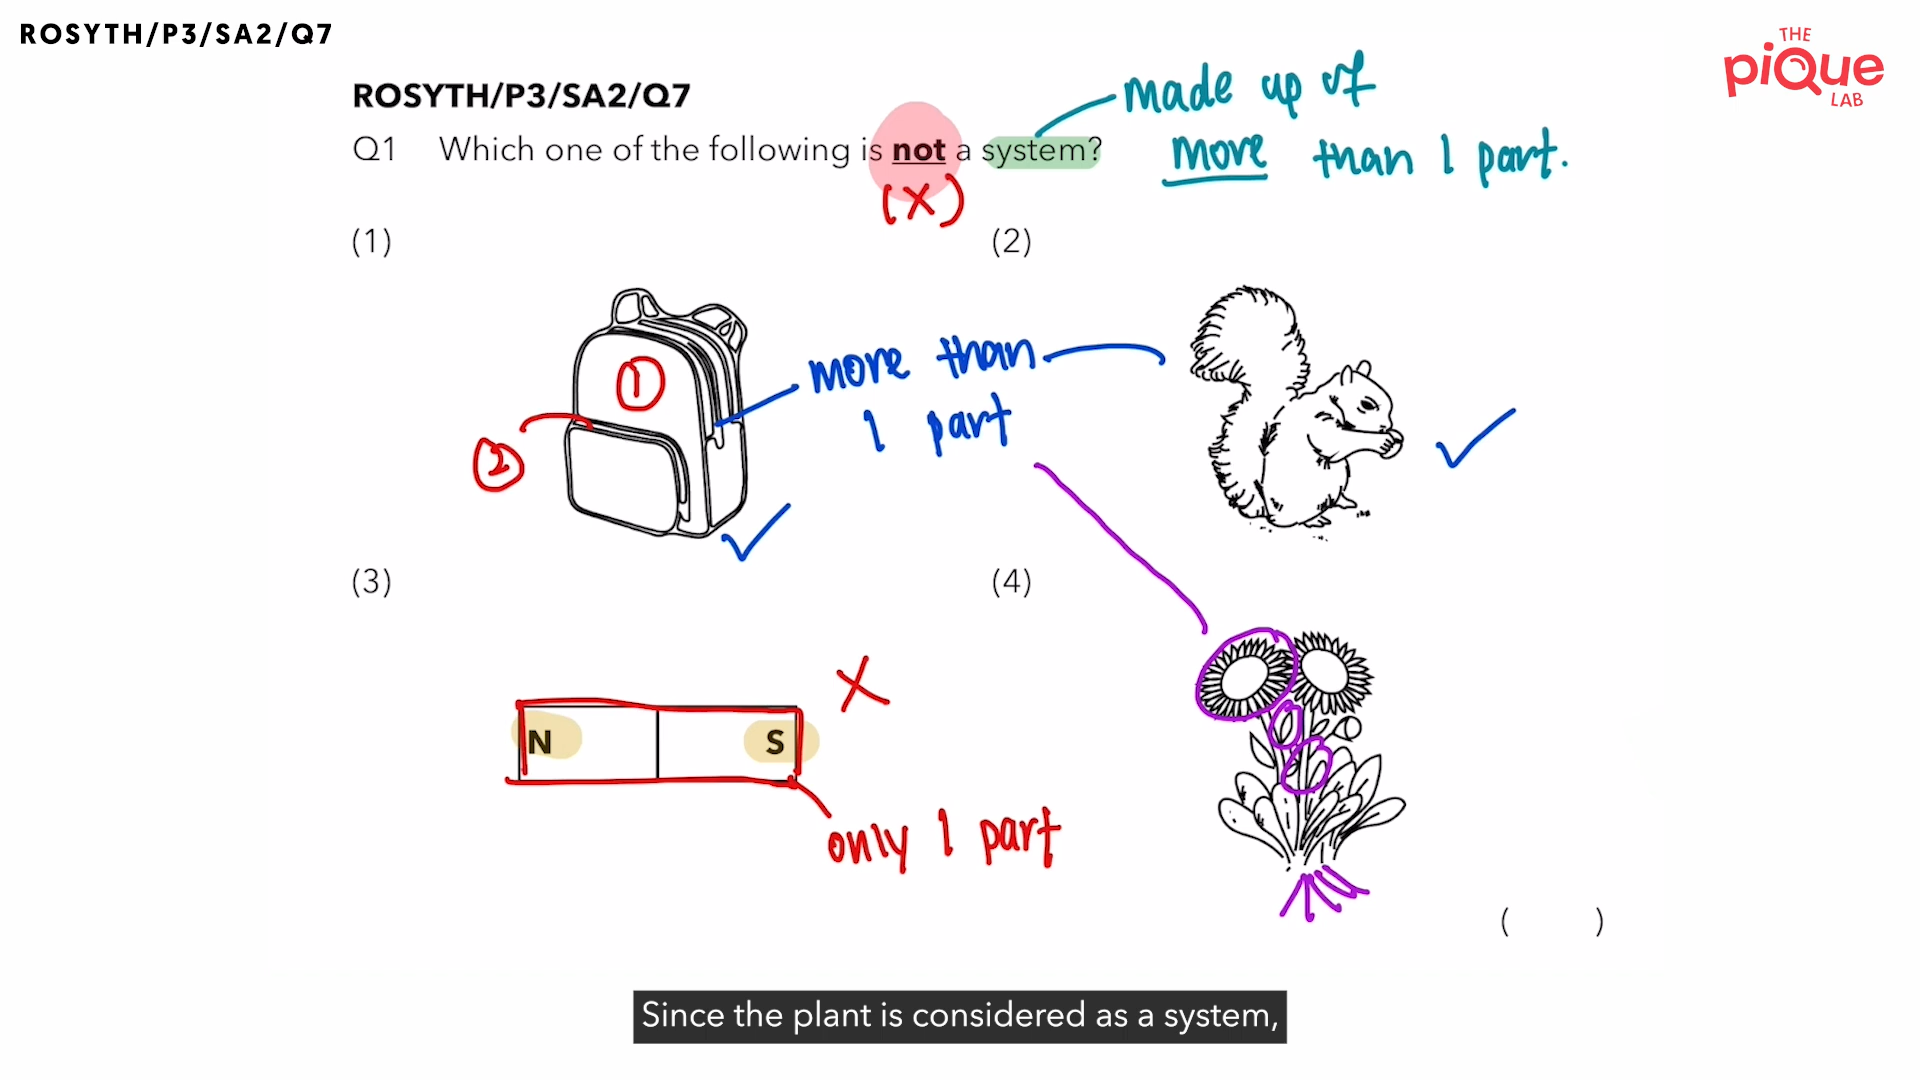 ROSYTH/P3/SA2/Q7
THE
piQue
LAB
ROSYTH/P3/SA2/Q7
made up of
more than 1 part.
Q1 Which one of the following is not a system?
(X)
(1)
(2)
1
more than
1 part
2
(3)
(4)
N S
X
only 1 part
( )
Since the plant is considered as a system,